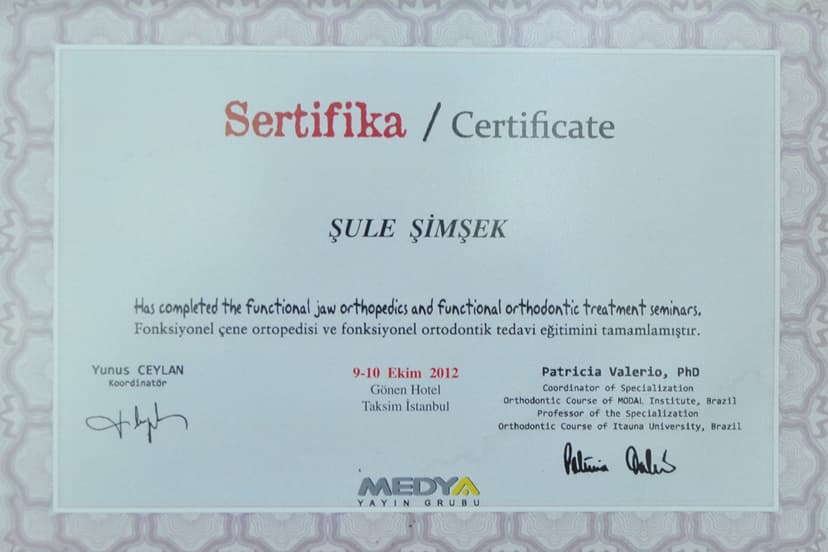 Sertifika / Certificate
ŞULE ŞİMŞEK
Has completed the functional jaw orthopedics and functional orthodontic treatment seminars.
Fonksiyonel çene ortopedisi ve fonksiyonel ortodontik tedavi eğitimini tamamlamıştır.
Yunus CEYLAN
Koordinatör
9-10 Ekim 2012
Gönen Hotel
Taksim İstanbul
Patricia Valerio, PhD
Coordinator of Specialization
Orthodontic Course of MODAL Institute, Brazil
Professor of the Specialization
Orthodontic Course of Itauna University, Brazil
MEDYA
YAYIN GRUBU